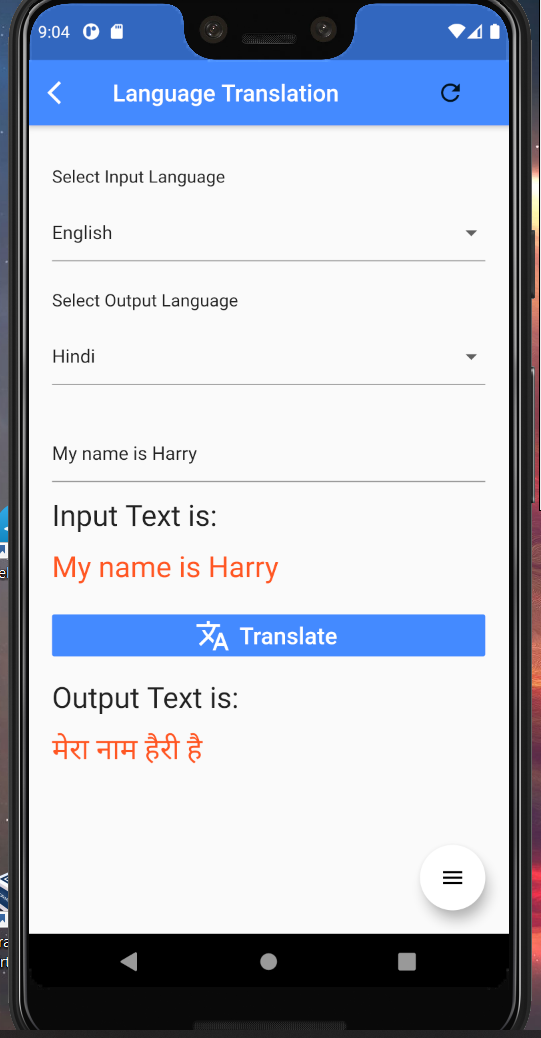 9:04
Language Translation
Select Input Language
English
Select Output Language
Hindi
My name is Harry
Input Text is:
My name is Harry
Translate
Output Text is:
मेरा नाम हैरी है